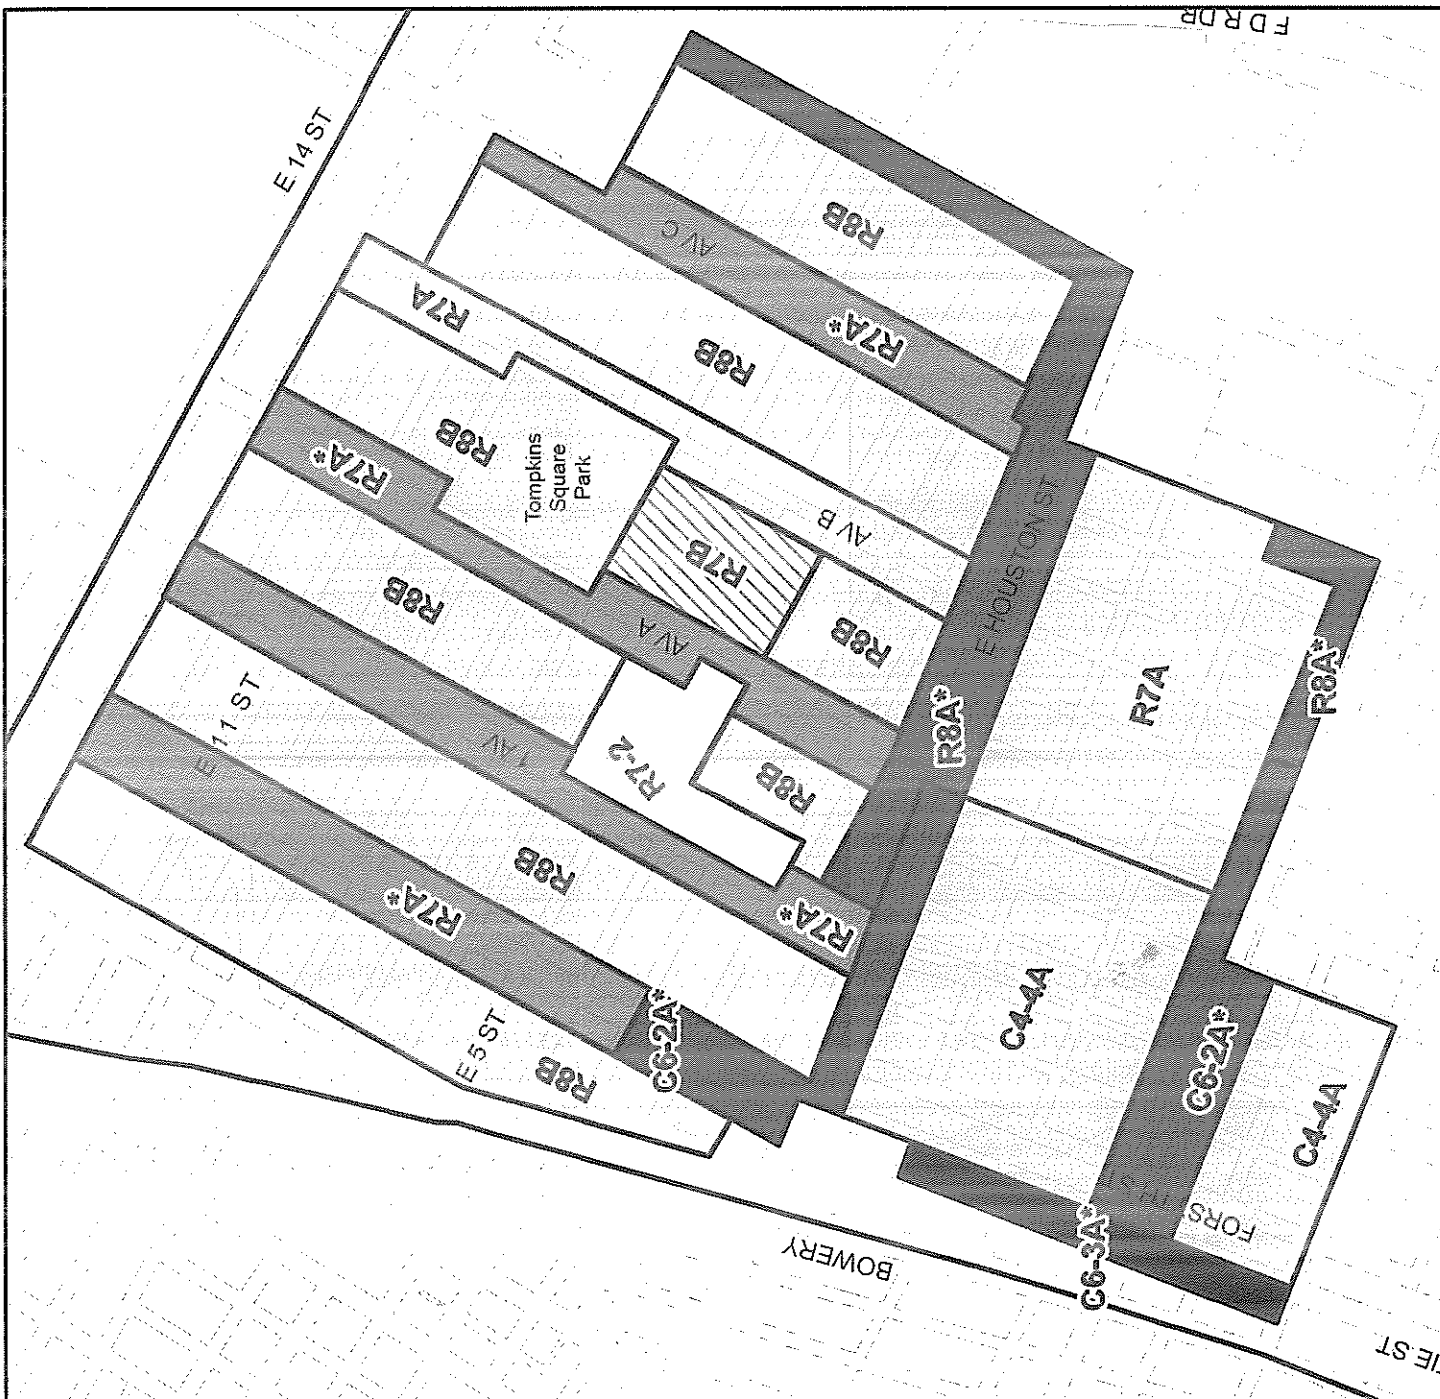 F D R DR
E 14 ST
R8B
AV C
R7A*
R7A
R8B
R8B
R7A*
Tompkins
Square
Park
R7B
AV B
R8B
AV A
R8B
E 11 ST
1 AV
R7-2
R8B
E HOUSTON ST
R8A*
R7A
R8A*
R8B
R7A*
R7A*
E 5 ST
R8B
C6-2A*
C4-4A
C6-2A*
C4-4A
C6-3A*
BOWERY